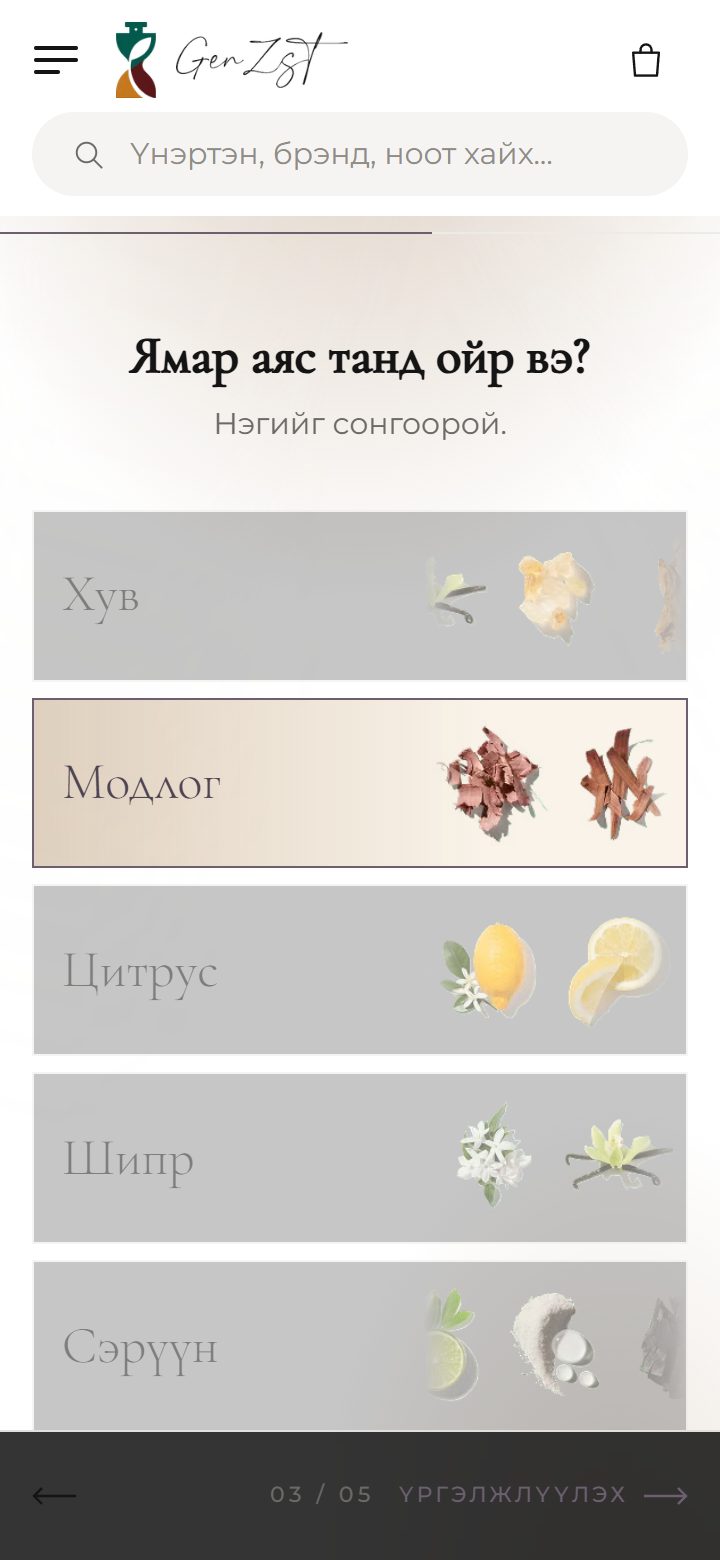 GenZsT
Үнэртэн, брэнд, ноот хайх...
Ямар аяс танд ойр вэ?
Нэгийг сонгоорой.
Хув
Модлог
Цитрус
Шипр
Сэрүүн
03 / 05 ҮРГЭЛЖЛҮҮЛЭХ